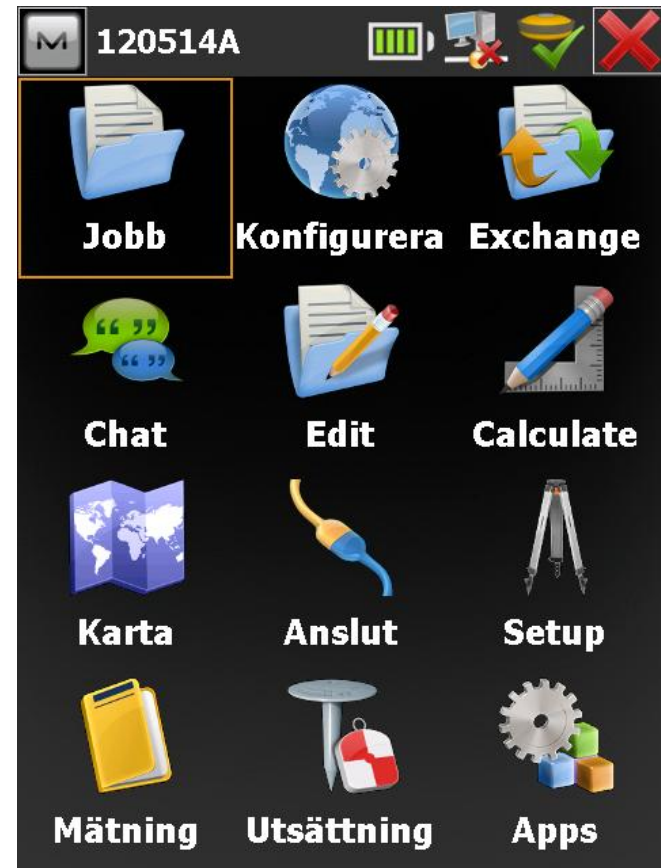 M 120514A
Jobb Konfigurera Exchange
Chat Edit Calculate
Karta Anslut Setup
Mätning Utsättning Apps